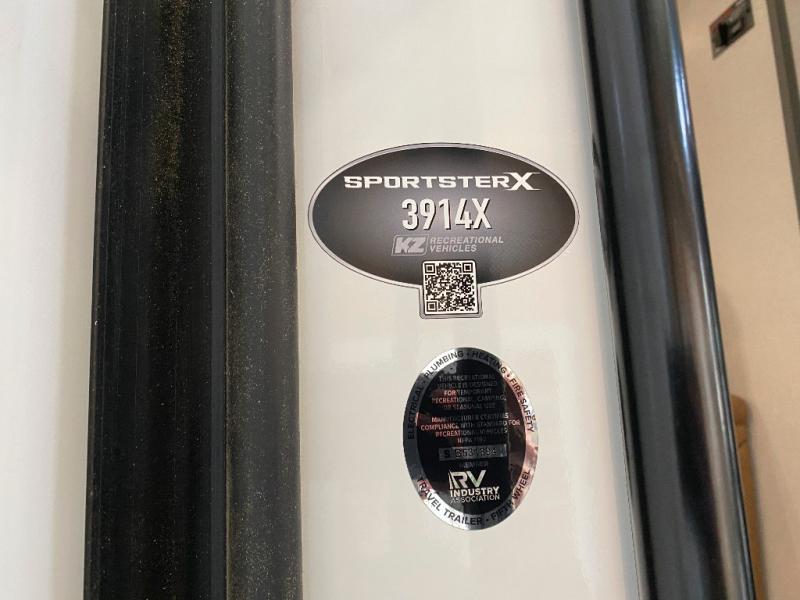 SPORTSTERX
3914X
KZ RECREATIONAL
VEHICLES
ELECTRICAL • PLUMBING • HEATING • FIRE SAFETY
THIS RECREATIONAL
VEHICLE IS DESIGNED
FOR TEMPORARY
RECREATIONAL, CAMPING,
OR SEASONAL USE
MANUFACTURER CERTIFIES
COMPLIANCE WITH STANDARD FOR
RECREATIONAL VEHICLES
NFPA 1192
S
MEMBER
RV
INDUSTRY
ASSOCIATION
TRAVEL TRAILER • FIFTH WHEEL